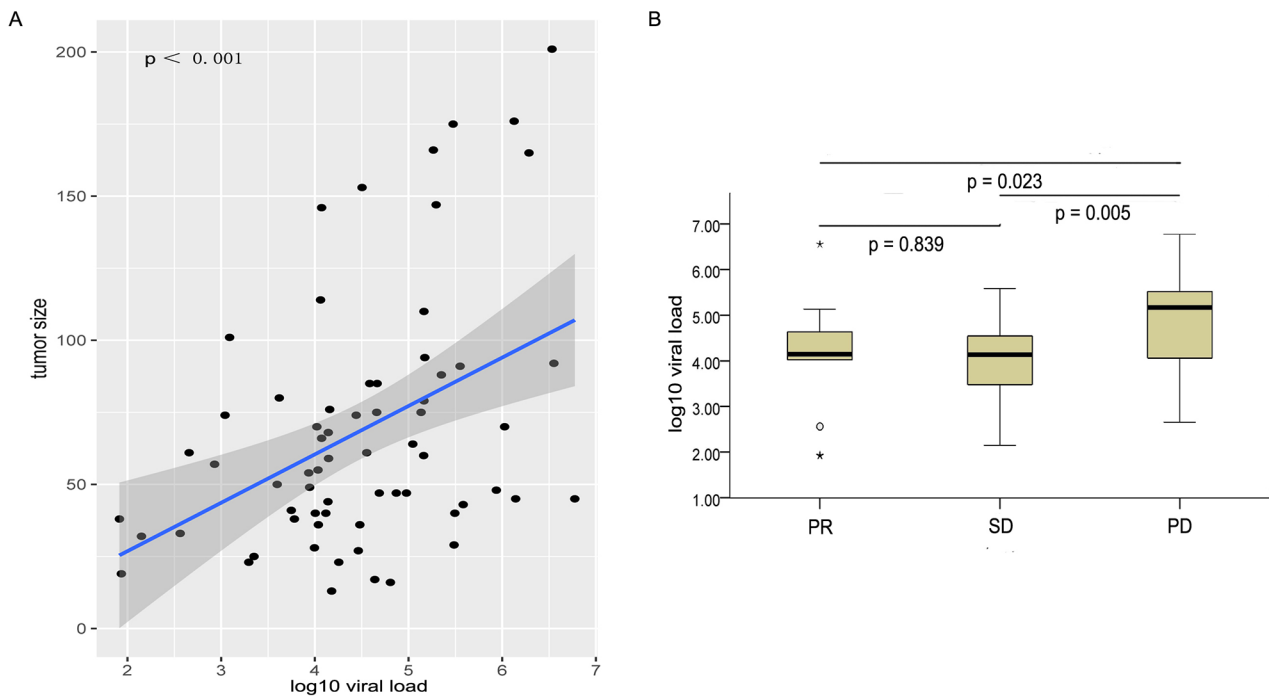 A
B
p < 0.001
200
150
100
50
0
tumor size
2 3 4 5 6 7
log10 viral load
p = 0.023
p = 0.005
p = 0.839
7.00
6.00
5.00
4.00
3.00
2.00
1.00
log10 viral load
PR SD PD